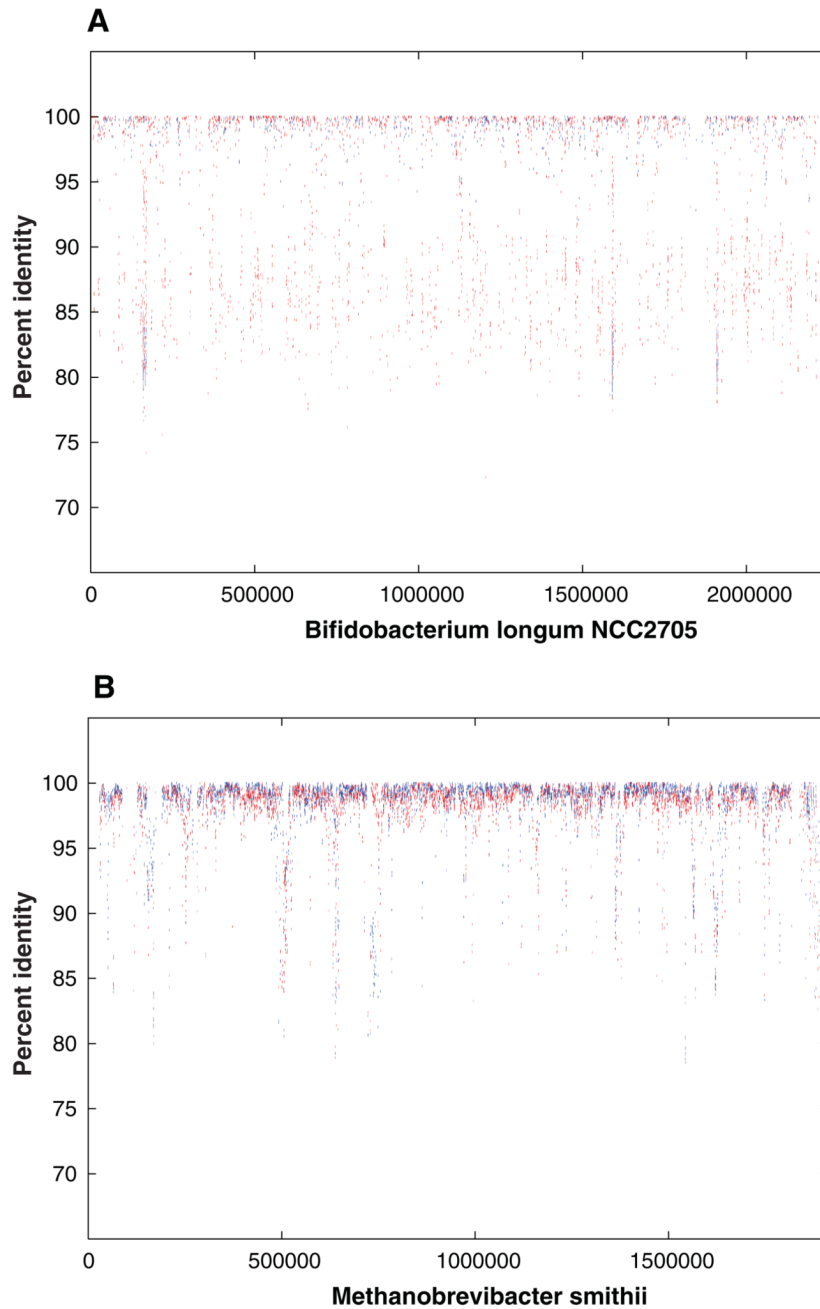 A
100
95
90
85
80
75
70
Percent identity
0 500000 1000000 1500000 2000000
Bifidobacterium longum NCC2705
B
100
95
90
85
80
75
70
Percent identity
0 500000 1000000 1500000
Methanobrevibacter smithii